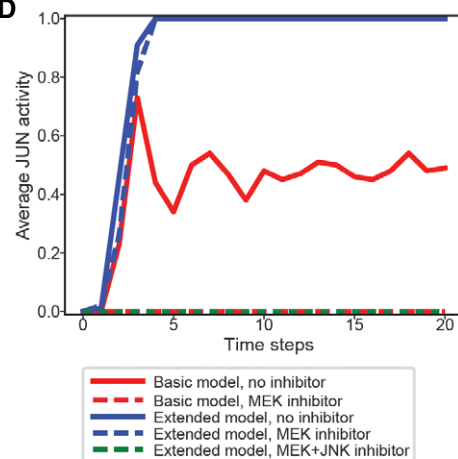 D
Average JUN activity
1.0
0.8
0.6
0.4
0.2
0.0
0 5 10 15 20
Time steps
Basic model, no inhibitor
Basic model, MEK inhibitor
Extended model, no inhibitor
Extended model, MEK inhibitor
Extended model, MEK+JNK inhibitor